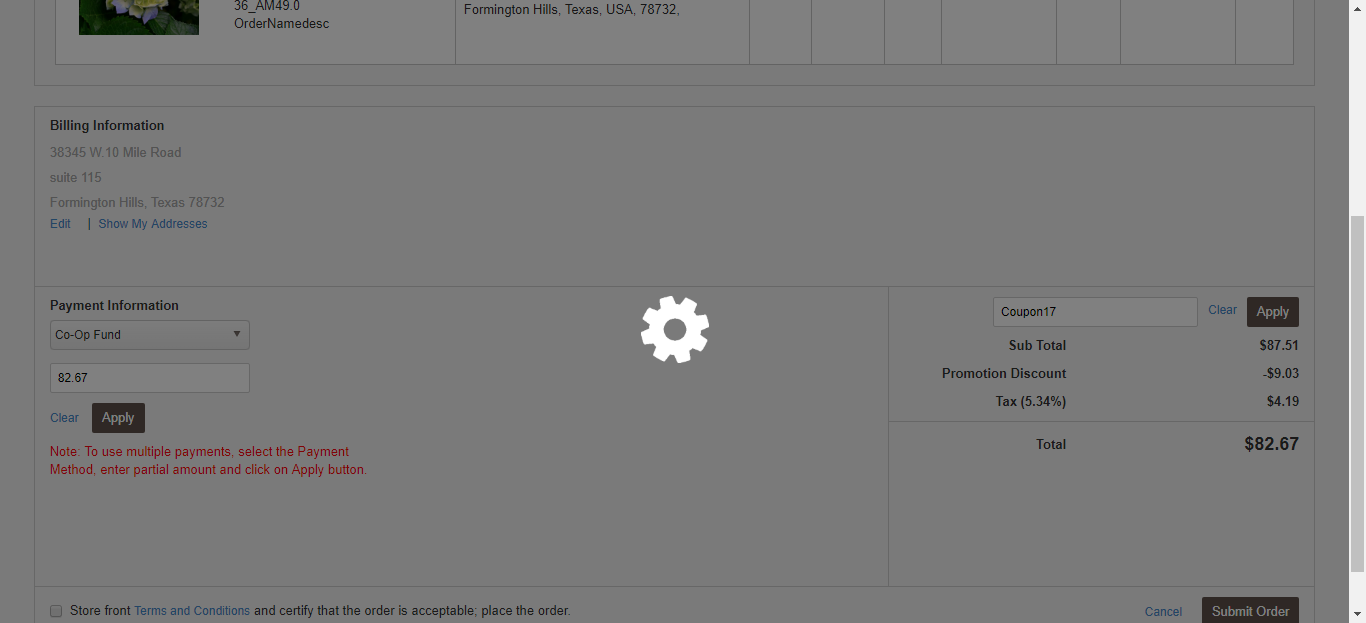 36_AM49.0
OrderNamedesc
Formington Hills, Texas, USA, 78732,
Billing Information
38345 W.10 Mile Road
suite 115
Formington Hills, Texas 78732
Edit | Show My Addresses
Payment Information
Co-Op Fund
82.67
Clear Apply
Note: To use multiple payments, select the Payment
Method, enter partial amount and click on Apply button.
Coupon17 Clear Apply
Sub Total $87.51
Promotion Discount -$9.03
Tax (5.34%) $4.19
Total $82.67
Store front Terms and Conditions and certify that the order is acceptable; place the order.
Cancel Submit Order